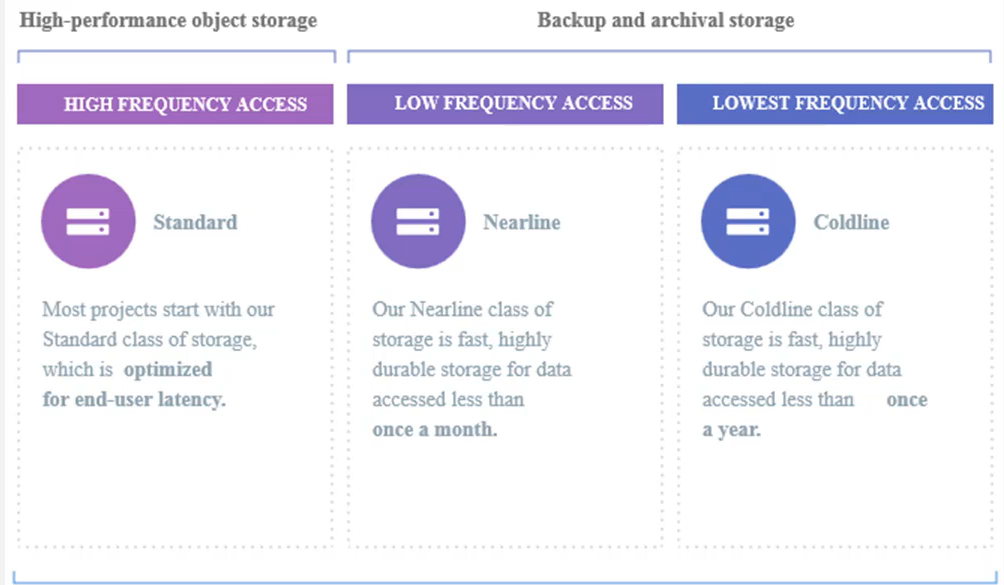 High-performance object storage
Backup and archival storage
HIGH FREQUENCY ACCESS
LOW FREQUENCY ACCESS
LOWEST FREQUENCY ACCESS
Standard
Most projects start with our
Standard class of storage,
which is optimized
for end-user latency.
Nearline
Our Nearline class of
storage is fast, highly
durable storage for data
accessed less than
once a month.
Coldline
Our Coldline class of
storage is fast, highly
durable storage for data
accessed less than once
a year.